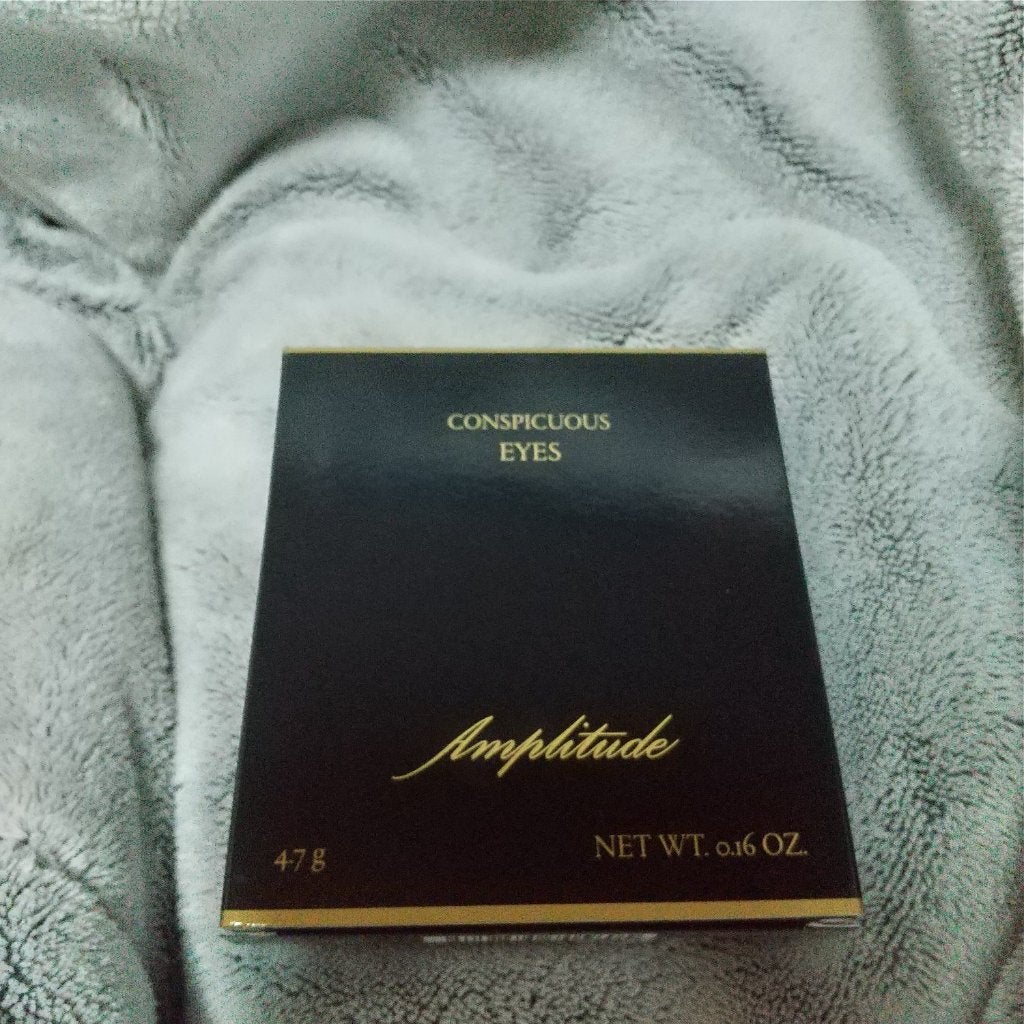 CONSPICUOUS
EYES
Amplitude
4.7 g
NET WT. 0.16 OZ.